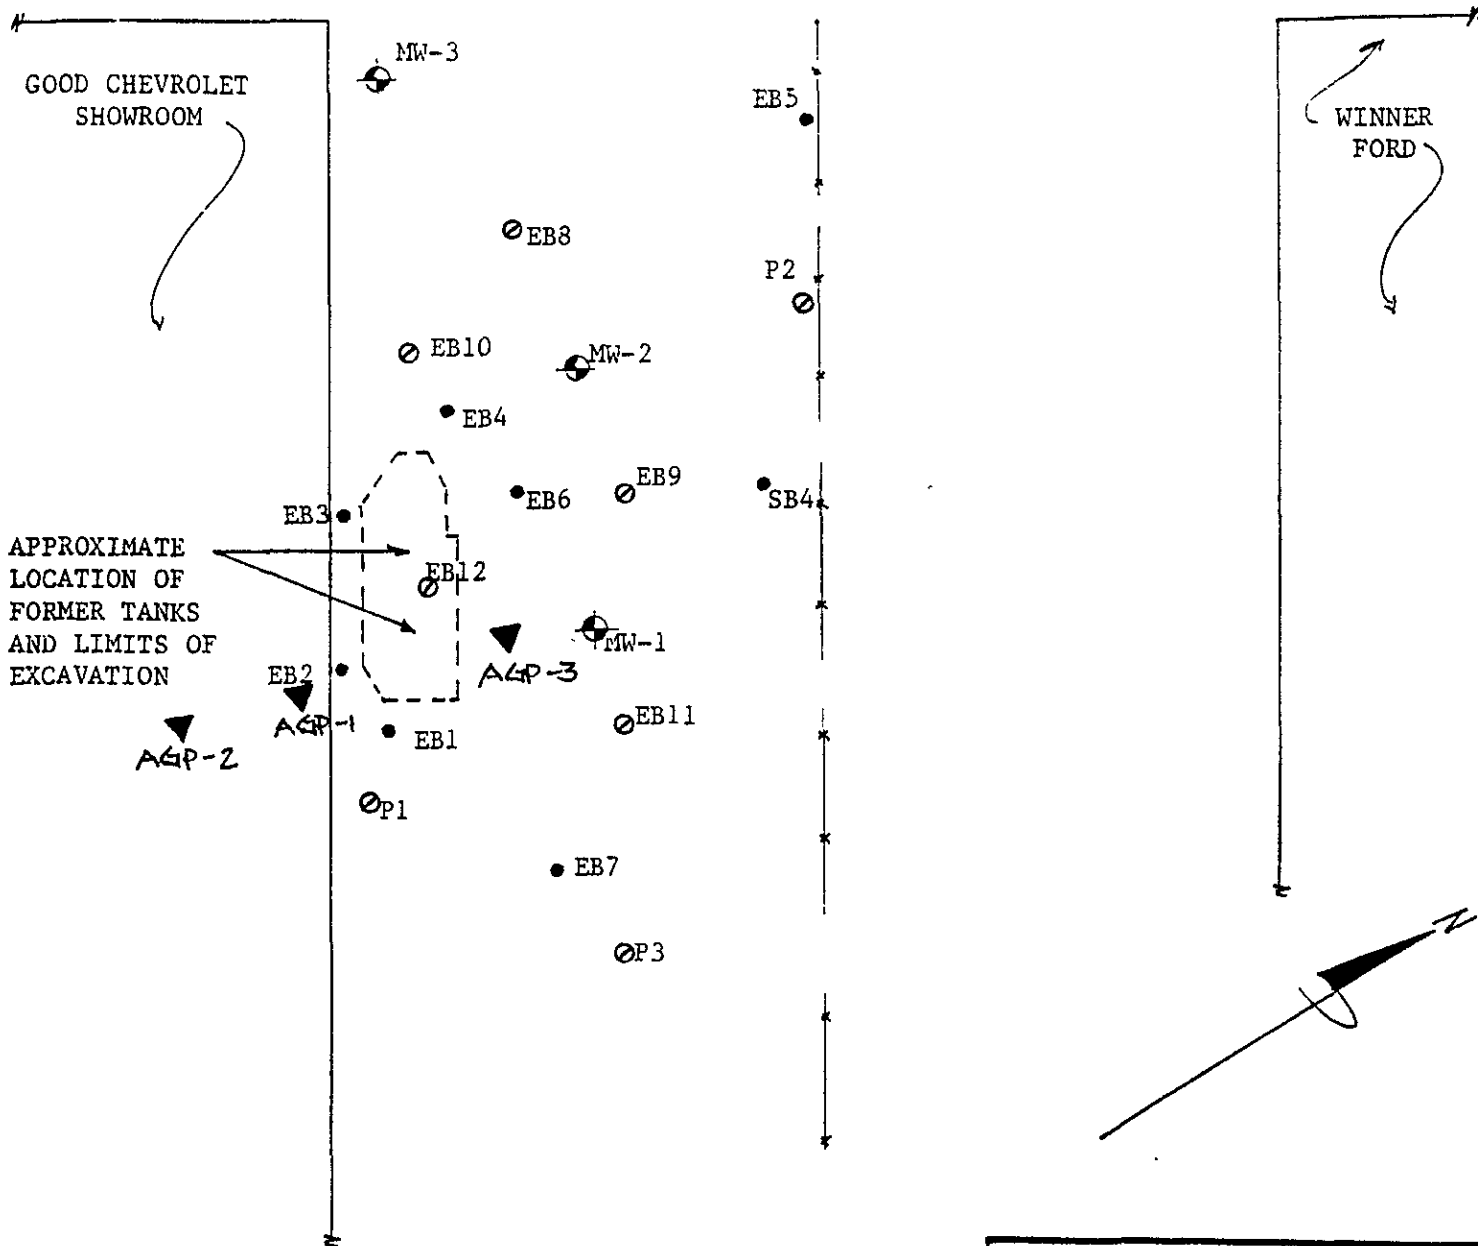 MW-3
GOOD CHEVROLET
SHOWROOM
EB5
WINNER
FORD
EB8
P2
EB10
MW-2
EB4
EB9
EB6
SB4
EB3
APPROXIMATE
LOCATION OF
FORMER TANKS
AND LIMITS OF
EXCAVATION
EB12
MW-1
AGP-3
EB2
AGP-1
EB11
EB1
AGP-2
P1
EB7
N
P3